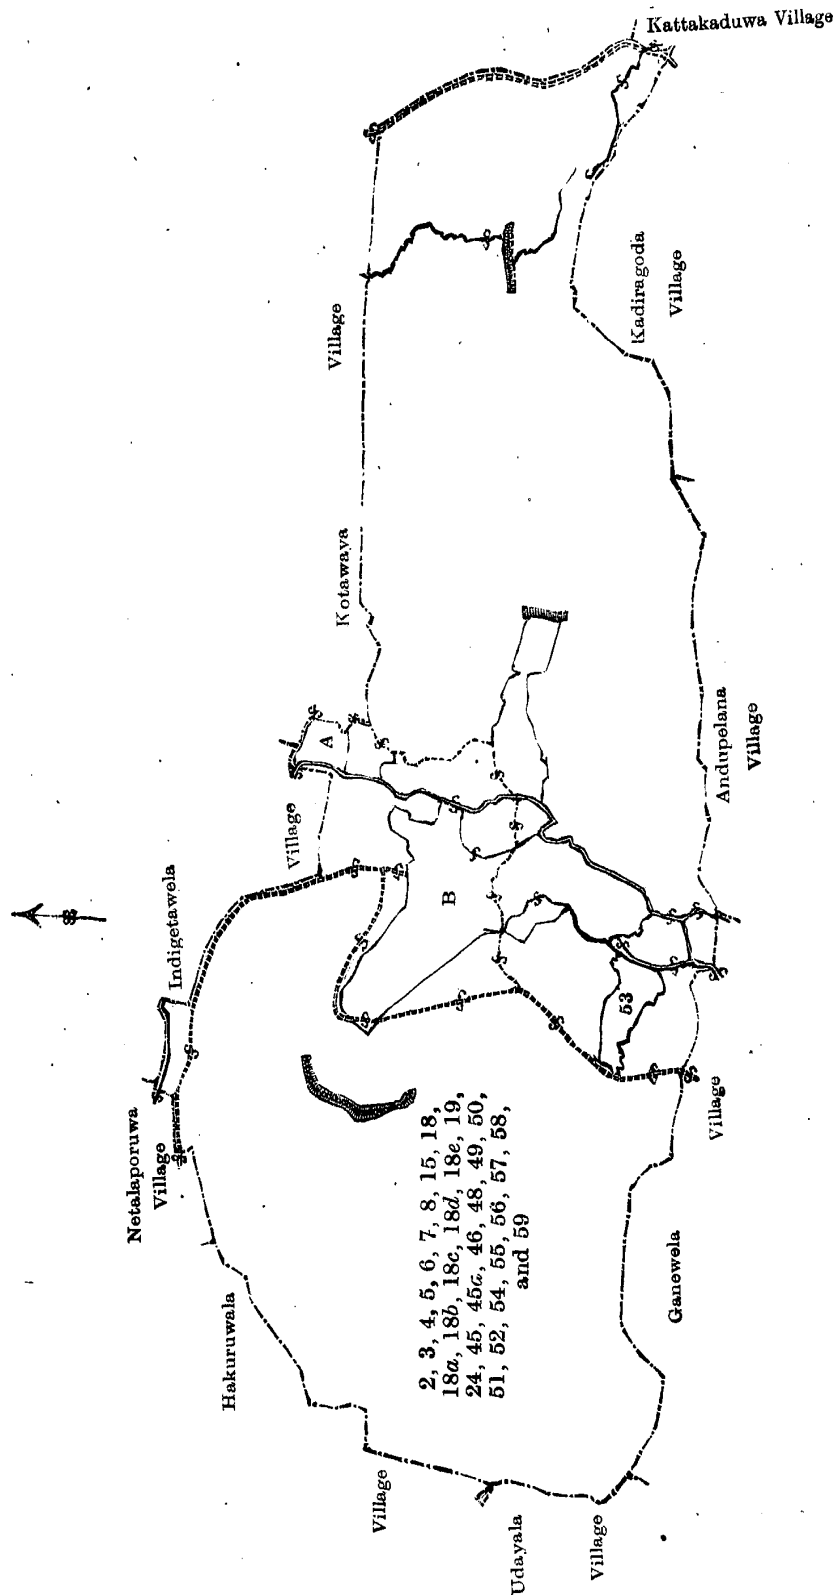 Kattakaduwa Village
Village
Kadiragoda
Village
Kotawaya
A
Village
Andupelana
Village
Indigetawela
B
53
Netalaporuwa
Village
Village
Hakuruwala
2, 3, 4, 5, 6, 7, 8, 15, 18,
18a, 18b, 18c, 18d, 18e, 19,
24, 45, 45a, 46, 48, 49, 50,
51, 52, 54, 55, 56, 57, 58,
and 59
Ganewela
Village
Udayala
Village